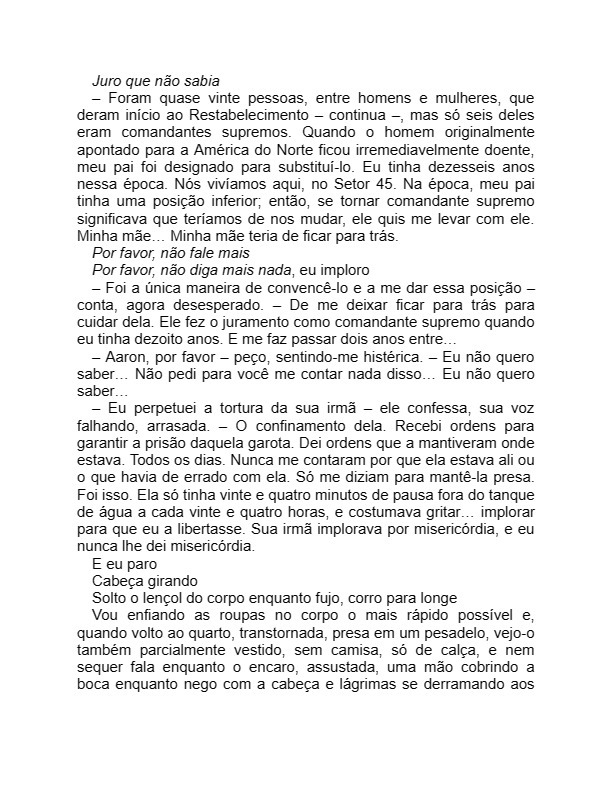 Juro que não sabia
– Foram quase vinte pessoas, entre homens e mulheres, que
deram início ao Restabelecimento – continua –, mas só seis deles
eram comandantes supremos. Quando o homem originalmente
apontado para a América do Norte ficou irremediavelmente doente,
meu pai foi designado para substituí-lo. Eu tinha dezesseis anos
nessa época. Nós vivíamos aqui, no Setor 45. Na época, meu pai
tinha uma posição inferior; então, se tornar comandante supremo
significava que teríamos de nos mudar, ele quis me levar com ele.
Minha mãe… Minha mãe teria de ficar para trás.
Por favor, não fale mais
Por favor, não diga mais nada, eu imploro
– Foi a única maneira de convencê-lo e a me dar essa posição –
conta, agora desesperado. – De me deixar ficar para trás para
cuidar dela. Ele fez o juramento como comandante supremo quando
eu tinha dezoito anos. E me faz passar dois anos entre…
– Aaron, por favor – peço, sentindo-me histérica. – Eu não quero
saber… Não pedi para você me contar nada disso… Eu não quero
saber…
– Eu perpetuei a tortura da sua irmã – ele confessa, sua voz
falhando, arrasada. – O confinamento dela. Recebi ordens para
garantir a prisão daquela garota. Dei ordens que a mantiveram onde
estava. Todos os dias. Nunca me contaram por que ela estava ali ou
o que havia de errado com ela. Só me diziam para mantê-la presa.
Foi isso. Ela só tinha vinte e quatro minutos de pausa fora do tanque
de água a cada vinte e quatro horas, e costumava gritar… implorar
para que eu a libertasse. Sua irmã implorava por misericórdia, e eu
nunca lhe dei misericórdia.
E eu paro
Cabeça girando
Solto o lençol do corpo enquanto fujo, corro para longe
Vou enfiando as roupas no corpo o mais rápido possível e,
quando volto ao quarto, transtornada, presa em um pesadelo, vejo-o
também parcialmente vestido, sem camisa, só de calça, e nem
sequer fala enquanto o encaro, assustada, uma mão cobrindo a
boca enquanto nego com a cabeça e lágrimas se derramando aos